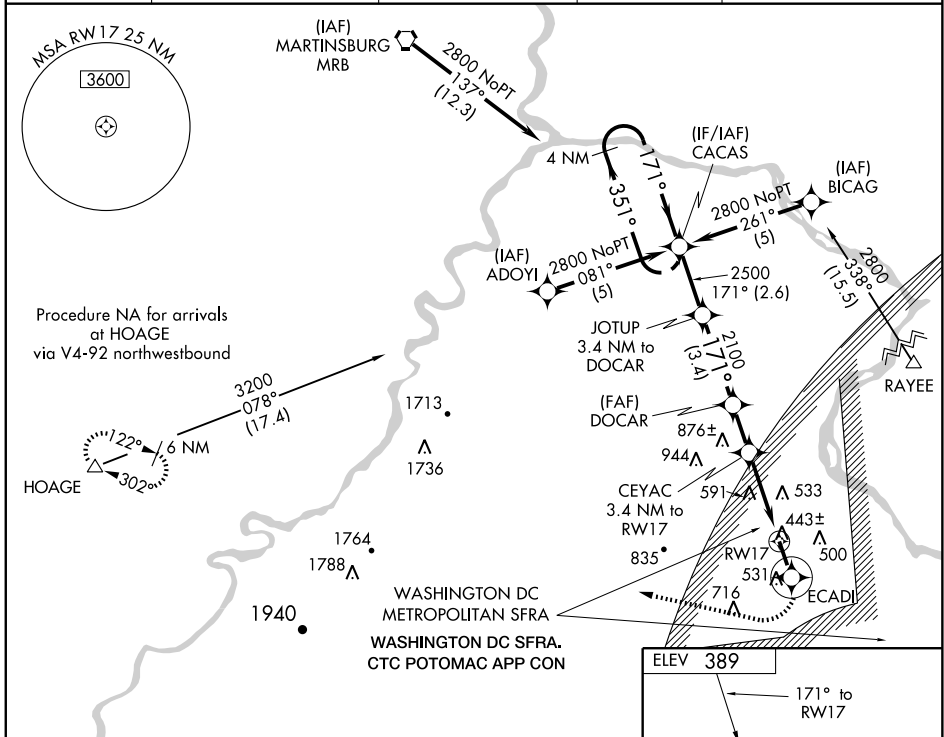 MSA RW17 25 NM
3600
(IAF)
MARTINSBURG
MRB
2800 NoPT
137°
(12.3)
4 NM
171°
351°
(IF/IAF)
CACAS
(IAF)
BICAG
2800 NoPT
261°
(5)
(IAF)
ADOYI
2800 NoPT
081°
(5)
2500
171° (2.6)
2800
338°
(15.5)
RAYEE
JOTUP
3.4 NM to
DOCAR
2100
171°
(3.4)
Procedure NA for arrivals
at HOAGE
via V4-92 northwestbound
3200
078°
(17.4)
HOAGE
122°
302°
6 NM
1713
1736
(FAF)
DOCAR
876±
944
CEYAC
3.4 NM to
RW17
591
533
443±
500
RW17
835
531
ECADI
716
1764
1788
1940
WASHINGTON DC
METROPOLITAN SFRA
WASHINGTON DC SFRA.
CTC POTOMAC APP CON
ELEV 389
171° to
RW17